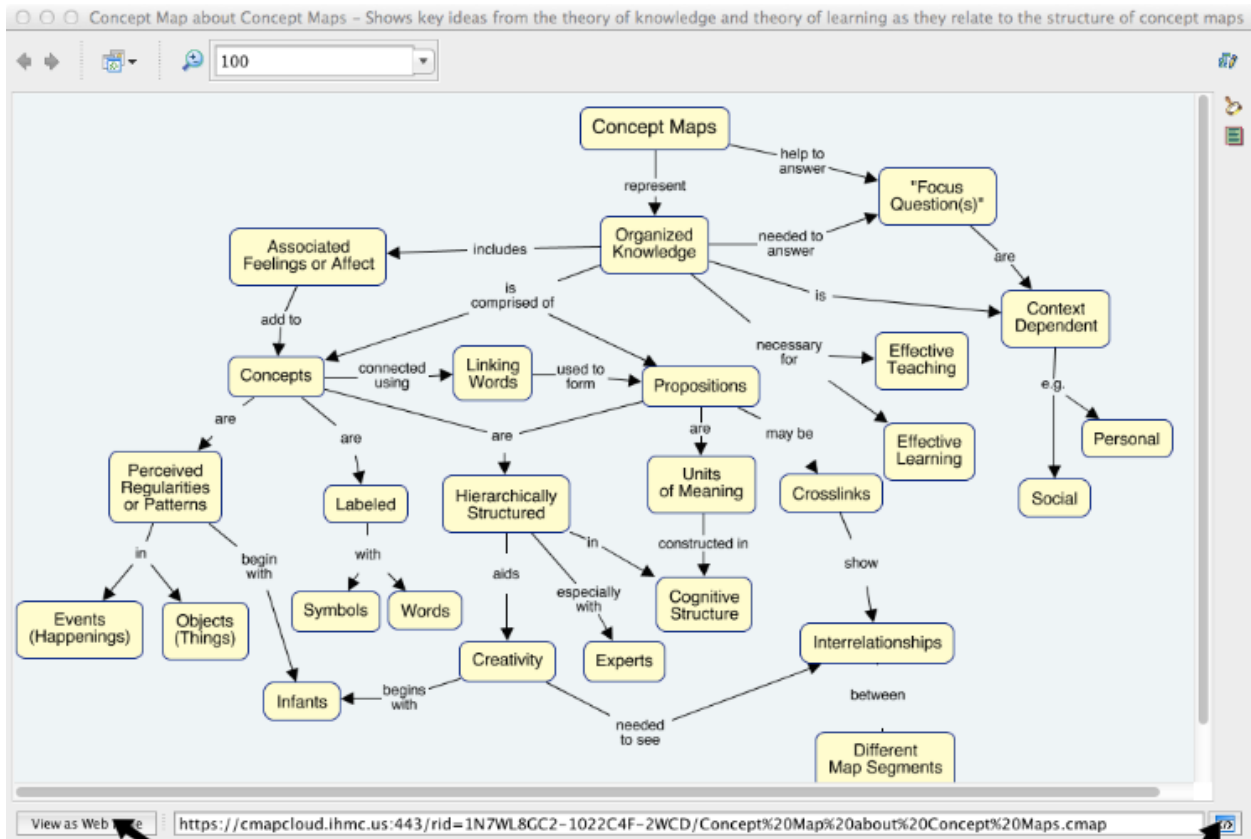 Concept Map about Concept Maps – Shows key ideas from the theory of knowledge and theory of learning as they relate to the structure of concept maps
100
Concept Maps
help to
answer
represent
"Focus
Question(s)"
Associated
Feelings or Affect
includes
Organized
Knowledge
needed to
answer
are
is
comprised of
is
Context
Dependent
add to
necessary
for
Effective
Teaching
Concepts
connected
using
Linking
Words
used to
form
Propositions
e.g.
are
are
are
are
may be
Effective
Learning
Personal
Perceived
Regularities
or Patterns
Labeled
Hierarchically
Structured
Units
of Meaning
Crosslinks
Social
in
begin
with
with
aids
in
especially
with
constructed in
show
Events
(Happenings)
Objects
(Things)
Symbols
Words
Cognitive
Structure
Creativity
Experts
Interrelationships
Infants
begins
with
needed
to see
between
Different
Map Segments
View as Web
https://cmapcloud.ihmc.us:443/rid=1N7WL8GC2-1022C4F-2WCD/Concept%20Map%20about%20Concept%20Maps.cmap